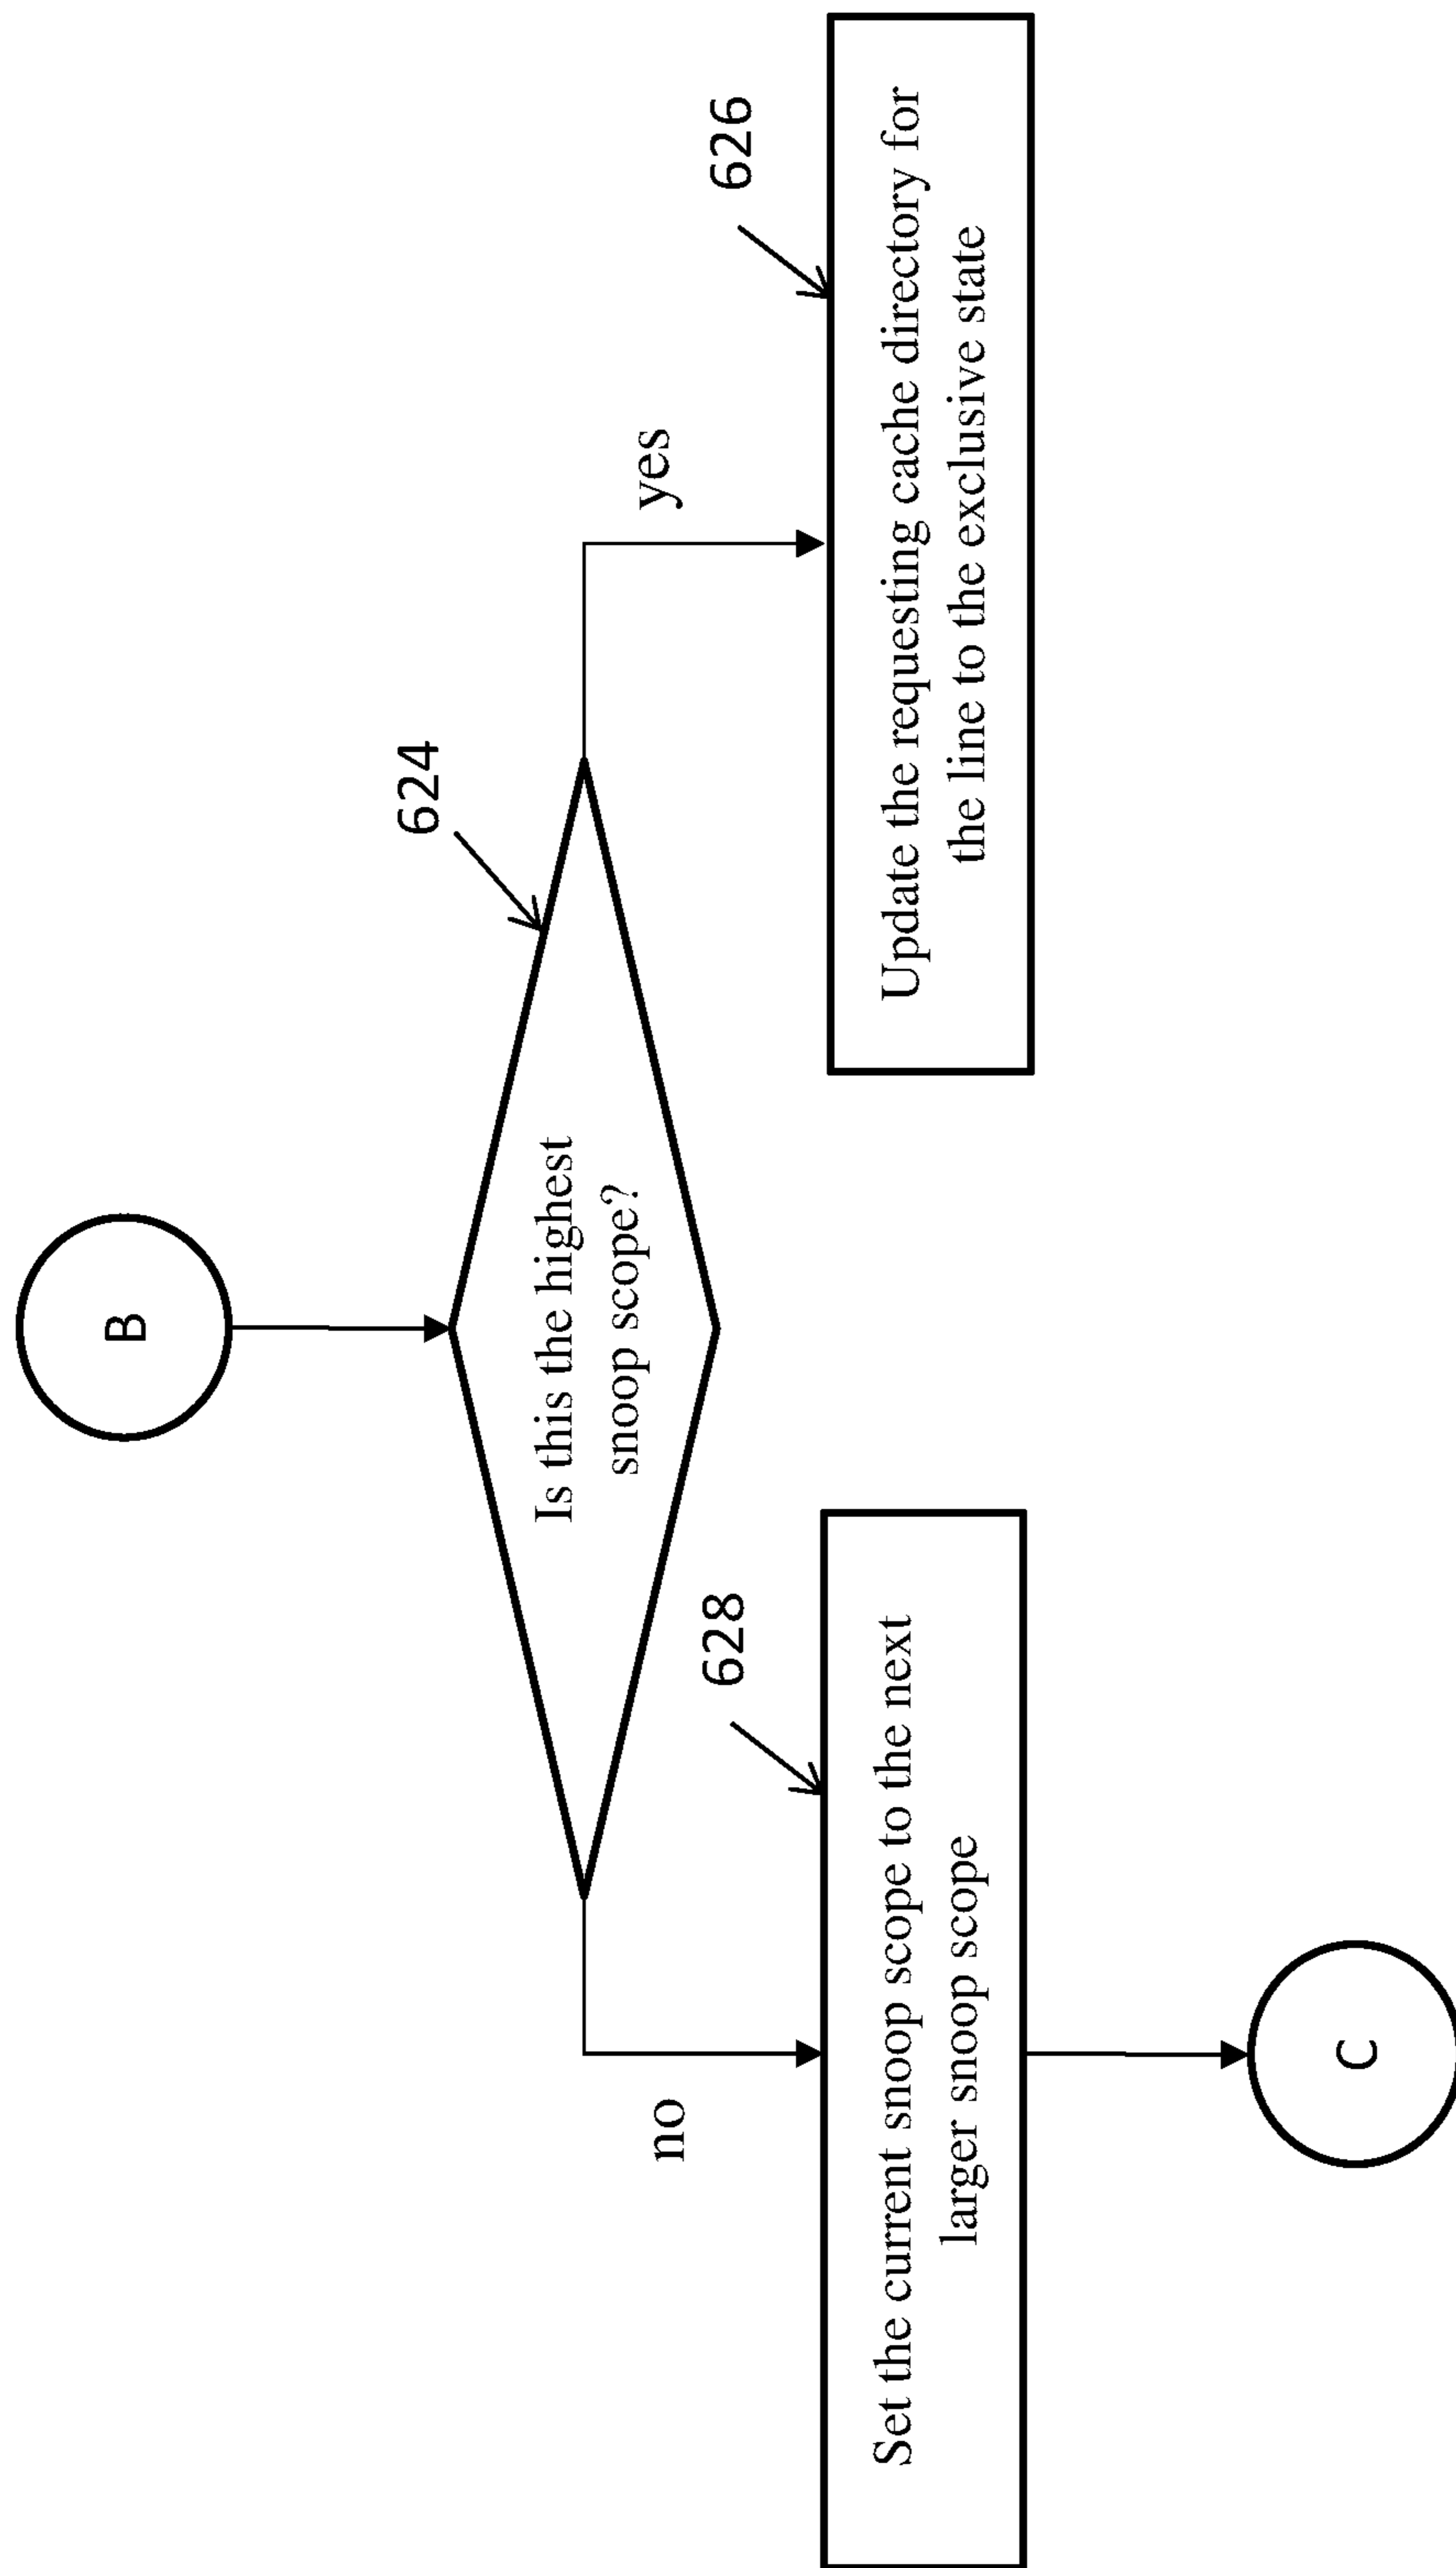 B
624
Is this the highest
snoop scope?
no
yes
628
Set the current snoop scope to the next
larger snoop scope
626
Update the requesting cache directory for
the line to the exclusive state
C